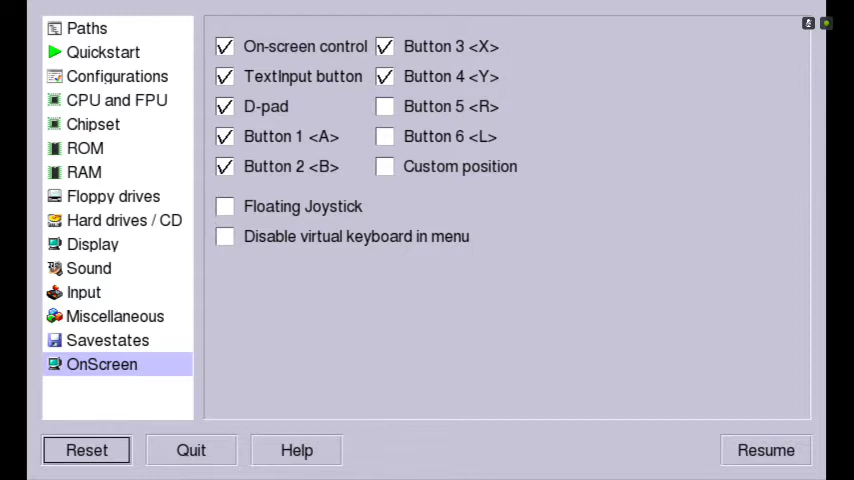 Paths
Quickstart
Configurations
CPU and FPU
Chipset
ROM
RAM
Floppy drives
Hard drives / CD
Display
Sound
Input
Miscellaneous
Savestates
OnScreen
On-screen control
TextInput button
D-pad
Button 1 <A>
Button 2 <B>
Button 3 <X>
Button 4 <Y>
Button 5 <R>
Button 6 <L>
Custom position
Floating Joystick
Disable virtual keyboard in menu
Reset
Quit
Help
Resume